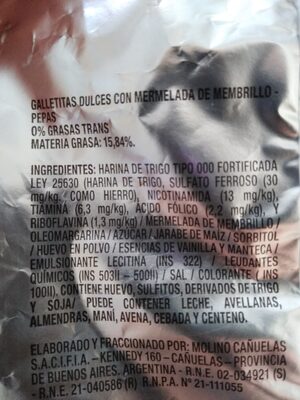 GALLETITAS DULCES CON MERMELADA DE MEMBRILLO -
PEPAS
0% GRASAS TRANS
MATERIA GRASA: 15,84%.
INGREDIENTES: HARINA DE TRIGO TIPO 000 FORTIFICADA
LEY 25630 (HARINA DE TRIGO, SULFATO FERROSO (30
mg/kg, COMO HIERRO), NICOTINAMIDA (13 mg/kg),
TIAMINA (6,3 mg/kg), ACIDO FÓLICO (2,2 mg/kg), Y
RIBOFLAVINA (1,3 mg/kg) / MERMELADA DE MEMBRILLO /
OLEOMARGARINA / AZUCAR / JARABE DE MAIZ / SORBITOL
/ HUEVO EN POLVO / ESENCIAS DE VAINILLA Y MANTECA /
EMULSIONANTE LECITINA (INS 322) / LEUDANTES
QUÍMICOS (INS 503II – 500II) / SAL / COLORANTE (INS
100I). CONTIENE HUEVO, SULFITOS, DERIVADOS DE TRIGO
Y SOJA/ PUEDE CONTENER LECHE, AVELLANAS,
ALMENDRAS, MANÍ, AVENA, CEBADA Y CENTENO.
ELABORADO Y FRACCIONADO POR: MOLINO CAÑUELAS
S.A.C.I.F.I.A. – KENNEDY 160 – CAÑUELAS – PROVINCIA
DE BUENOS AIRES. ARGENTINA - R.N.E. 02-034921 (S)
- R.N.E. 21-040586 (R) R.N.P.A. N° 21-111055